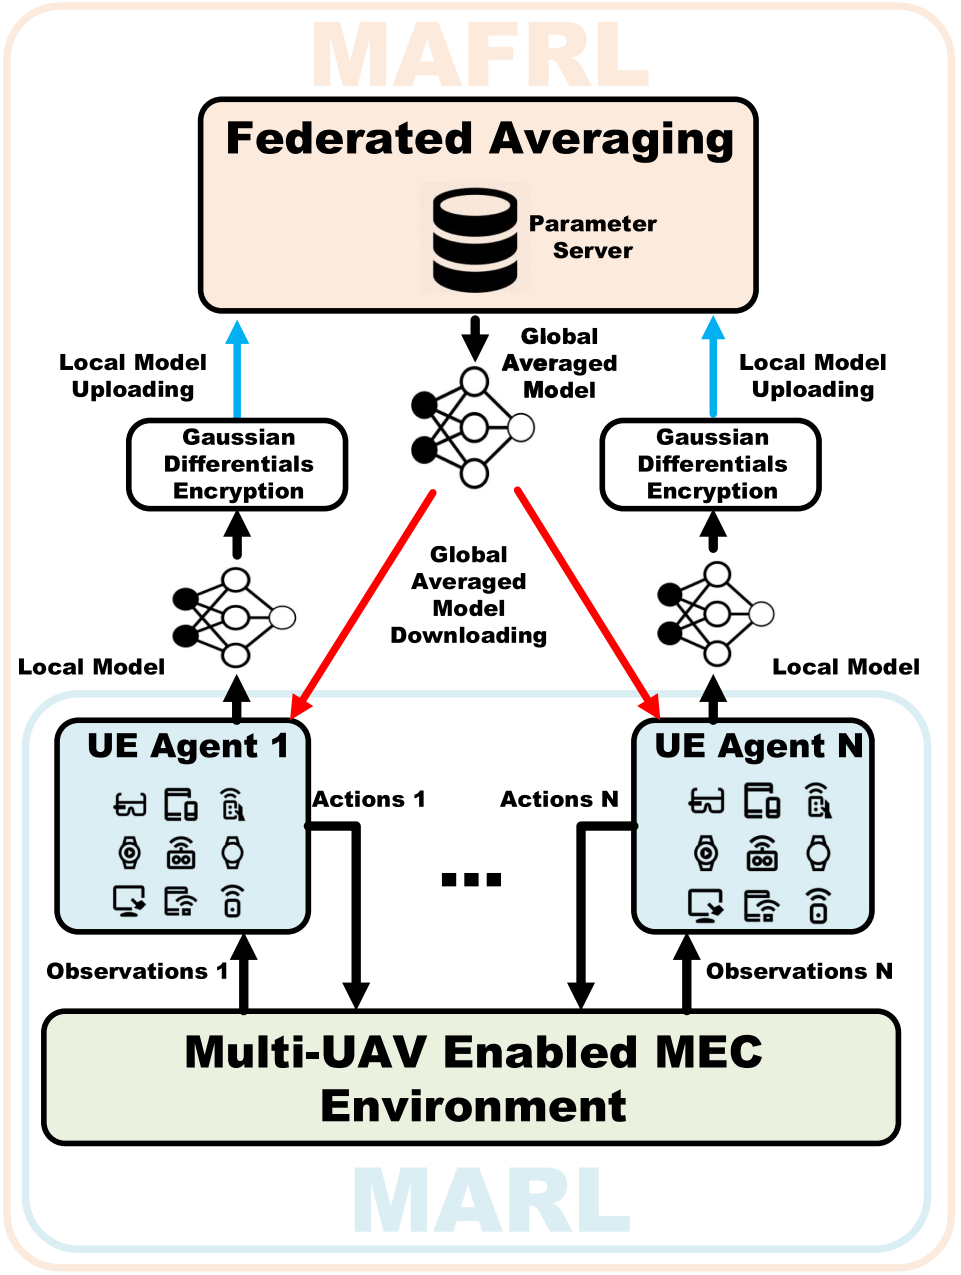 MAFRL
Federated Averaging
Parameter
Server
Local Model
Uploading
Global
Averaged
Model
Local Model
Uploading
Gaussian
Differentials
Encryption
Gaussian
Differentials
Encryption
Global
Averaged
Model
Downloading
Local Model
Local Model
UE Agent 1
UE Agent N
Actions 1
Actions N
...
Observations 1
Observations N
Multi-UAV Enabled MEC
Environment
MARL